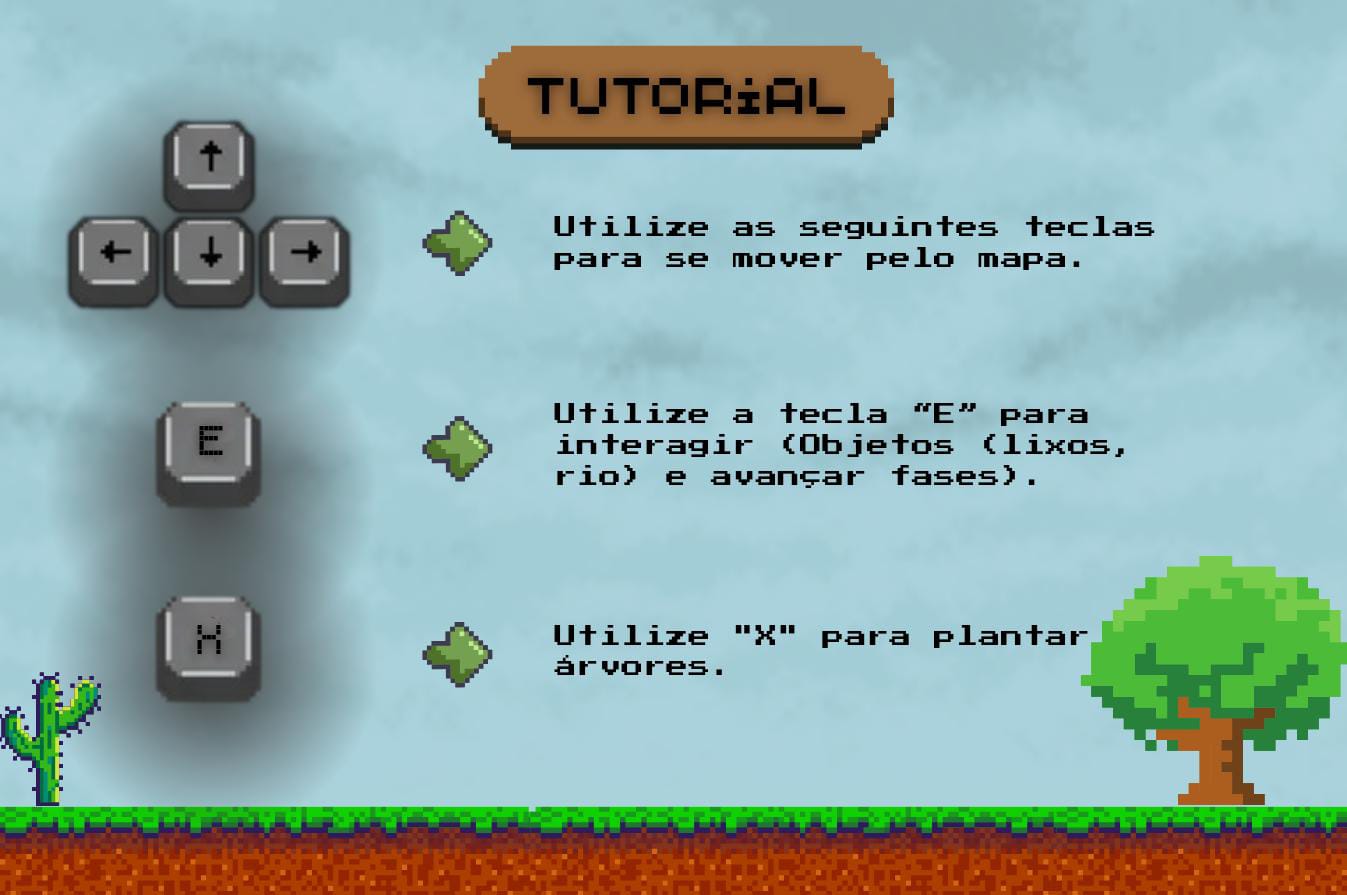 TUTORiAL
↑
← ↓ →
Utilize as seguintes teclas
para se mover pelo mapa.
E
Utilize a tecla “E” para
interagir (Objetos (lixos,
rio) e avançar fases).
X
Utilize "X" para plantar
árvores.